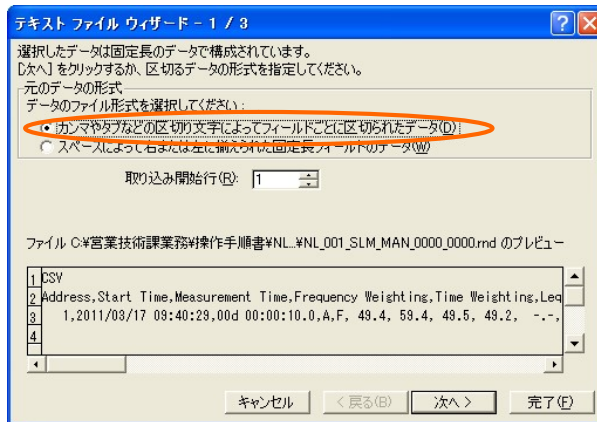 テキスト ファイル ウィザード - 1 / 3
選択したデータは固定長のデータで構成されています。
[次へ] をクリックするか、区切るデータの形式を指定してください。
元のデータの形式
データのファイル形式を選択してください:
カンマやタブなどの区切り文字によってフィールドごとに区切られたデータ(D)
スペースによって右または左に揃えられた固定長フィールドのデータ(W)
取り込み開始行(R): 1
ファイル C:¥営業技術課業務¥操作手順書¥NL...¥NL_001_SLM_MAN_0000_0000.rnd のプレビュー
1 CSV
2 Address,Start Time,Measurement Time,Frequency Weighting,Time Weighting,Leq
3 1,2011/03/17 09:40:29,00d 00:00:10.0,A,F, 49.4, 59.4, 49.5, 49.2, -.-,
4
キャンセル < 戻る(B) 次へ > 完了(F)